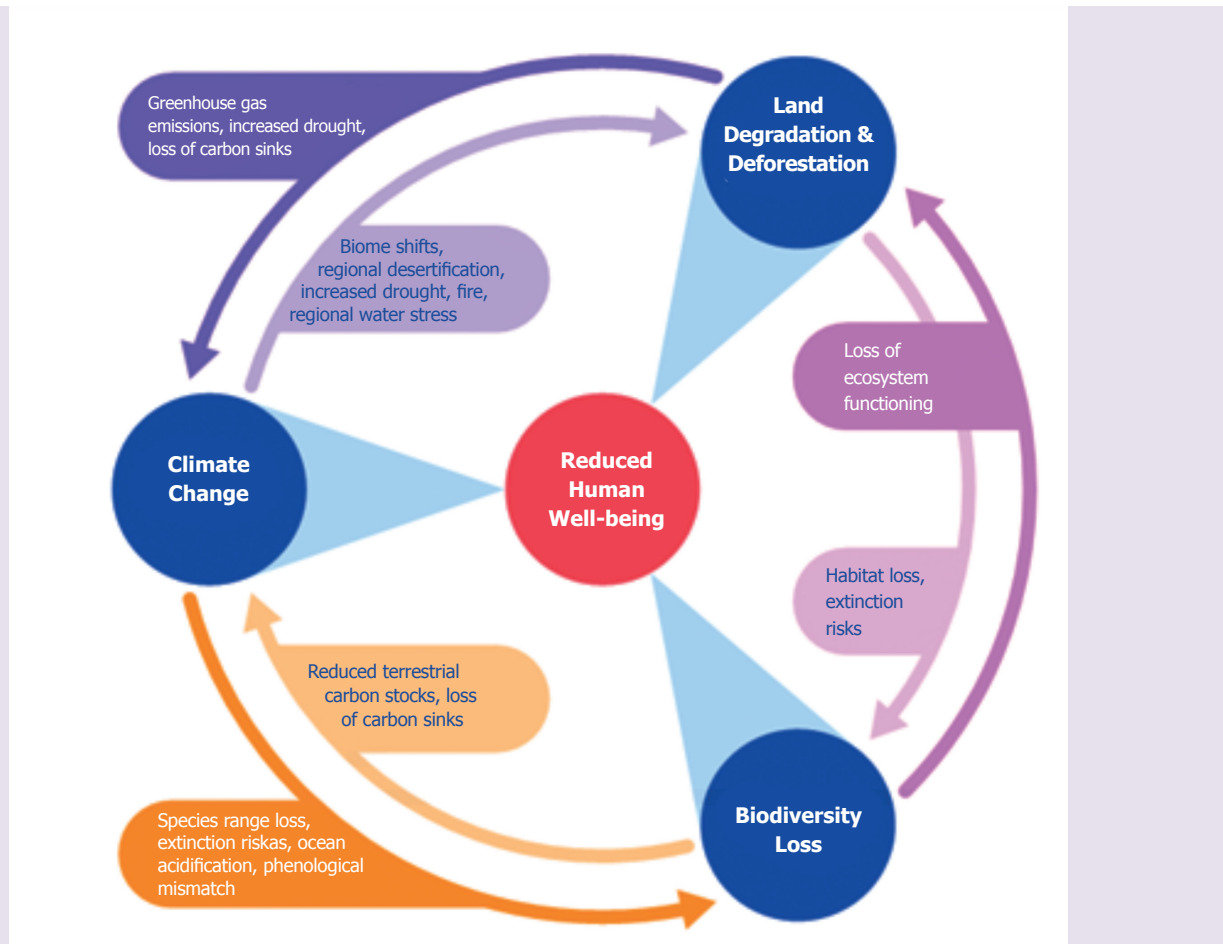 Greenhouse gas
emissions, increased drought,
loss of carbon sinks
Land
Degradation &
Deforestation
Biome shifts,
regional desertification,
increased drought, fire,
regional water stress
Loss of
ecosystem
functioning
Climate
Change
Reduced
Human
Well-being
Habitat loss,
extinction
risks
Reduced terrestrial
carbon stocks, loss
of carbon sinks
Species range loss,
extinction riskas, ocean
acidification, phenological
mismatch
Biodiversity
Loss